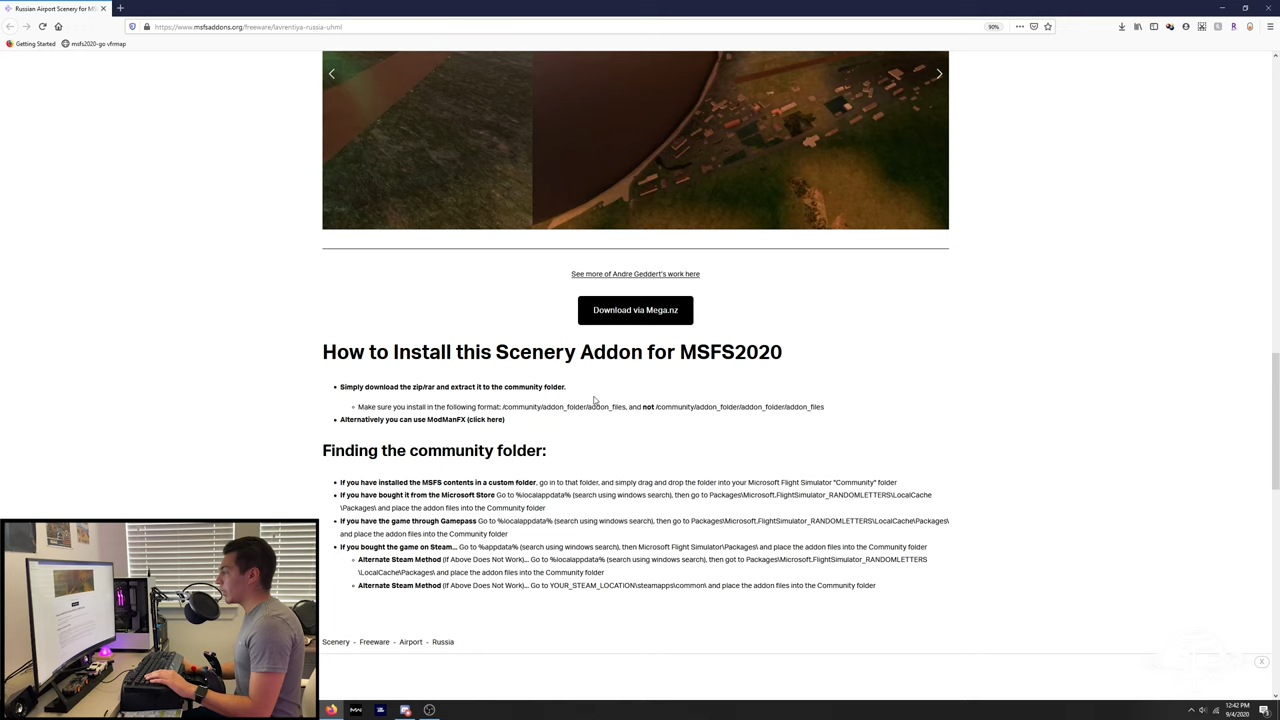 Russian Airport Scenery for MS
https://www.msfsaddons.org/freeware/lavrentiya-russia-uhml
90%
Getting Started
msfs2020-go vfrmap
See more of Andre Geddert's work here
Download via Mega.nz
How to Install this Scenery Addon for MSFS2020
• Simply download the zip/rar and extract it to the community folder.
Make sure you install in the following format: /community/addon_folder/addon_files, and not /community/addon_folder/addon_folder/addon_files
• Alternatively you can use ModManFX (click here)
Finding the community folder:
• If you have installed the MSFS contents in a custom folder, go in to that folder, and simply drag and drop the folder into your Microsoft Flight Simulator "Community" folder
• If you have bought it from the Microsoft Store Go to %localappdata% (search using windows search), then go to Packages\Microsoft.FlightSimulator_RANDOMLETTERS\LocalCache
\Packages\ and place the addon files into the Community folder
• If you have the game through Gamepass Go to %localappdata% (search using windows search), then go to Packages\Microsoft.FlightSimulator_RANDOMLETTERS\LocalCache\Packages\
and place the addon files into the Community folder
• If you bought the game on Steam... Go to %appdata% (search using windows search), then Microsoft Flight Simulator\Packages\ and place the addon files into the Community folder
Alternate Steam Method (If Above Does Not Work)... Go to %localappdata% (search using windows search), then got to Packages\Microsoft.FlightSimulator_RANDOMLETTERS
\LocalCache\Packages\ and place the addon files into the Community folder
Alternate Steam Method (If Above Does Not Work)... Go to YOUR_STEAM_LOCATION\steamapps\common\ and place the addon files into the Community folder
Scenery - Freeware - Airport - Russia
X
12:42 PM
9/4/2020